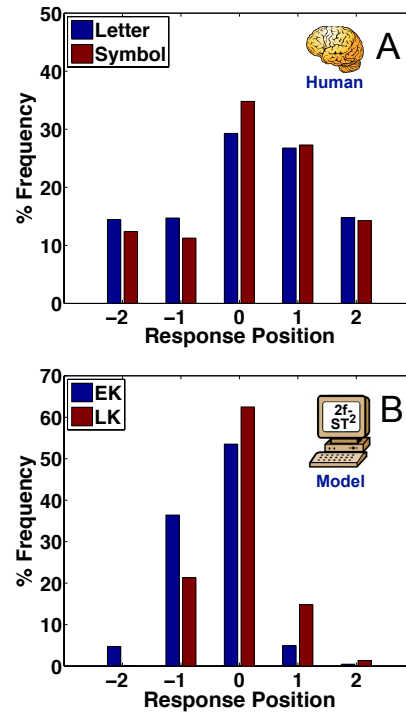 50
40
30
20
10
0
% Frequency
Letter
Symbol
A
Human
−2 −1 0 1 2
Response Position
70
60
50
40
30
20
10
0
% Frequency
EK
LK
2f-
ST2
B
Model
−2 −1 0 1 2
Response Position